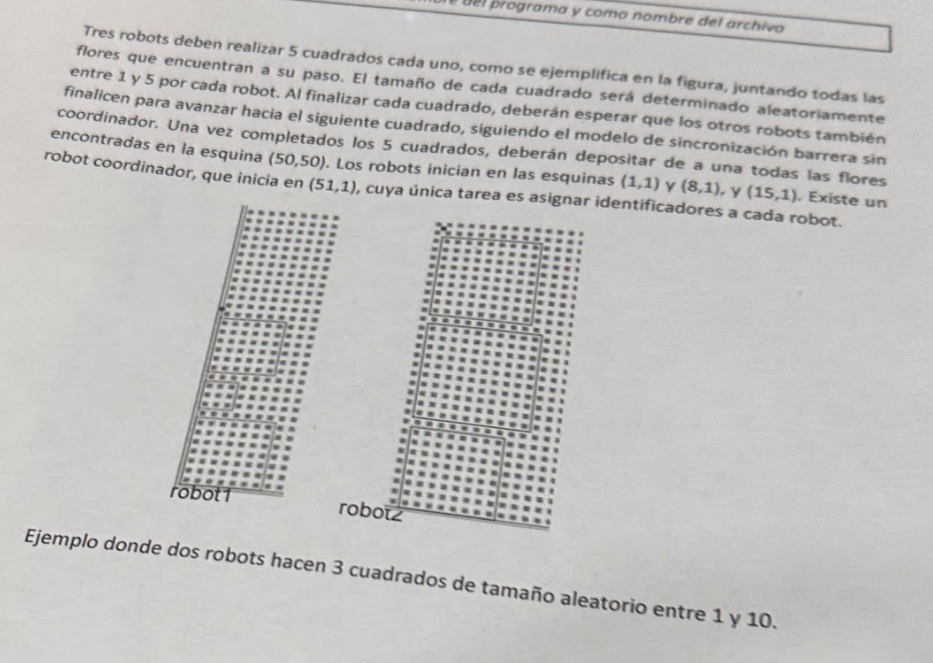 del programa y como nombre del archivo
Tres robots deben realizar 5 cuadrados cada uno, como se ejemplifica en la figura, juntando todas las
flores que encuentran a su paso. El tamaño de cada cuadrado será determinado aleatoriamente
entre 1 y 5 por cada robot. Al finalizar cada cuadrado, deberán esperar que los otros robots también
finalicen para avanzar hacia el siguiente cuadrado, siguiendo el modelo de sincronización barrera sin
coordinador. Una vez completados los 5 cuadrados, deberán depositar de a una todas las flores
encontradas en la esquina (50,50). Los robots inician en las esquinas (1,1) y (8,1), y (15,1). Existe un
robot coordinador, que inicia en (51,1), cuya única tarea es asignar identificadores a cada robot.
robot1
robot2
Ejemplo donde dos robots hacen 3 cuadrados de tamaño aleatorio entre 1 y 10.